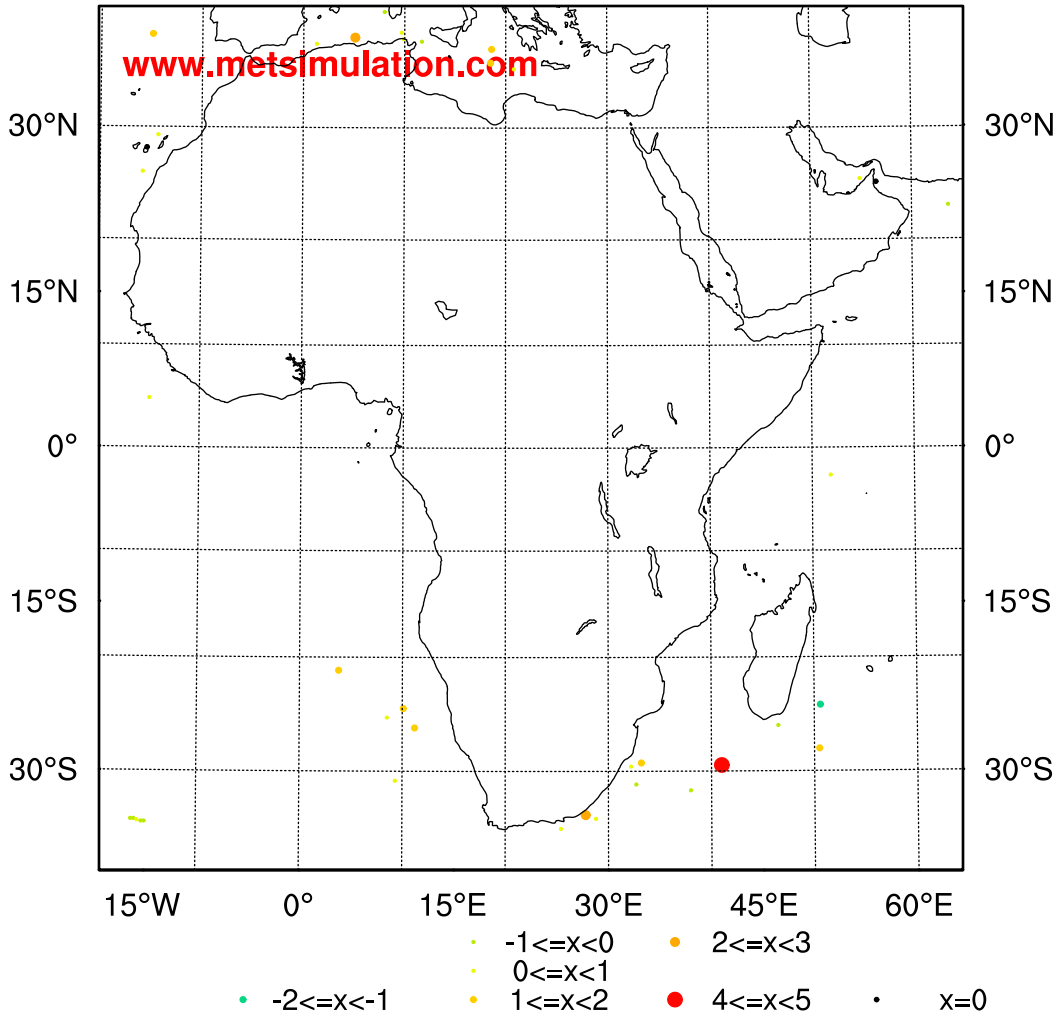 www.metsimulation.com
30°N 30°N
15°N 15°N
0° 0°
15°S 15°S
30°S 30°S
15°W 0° 15°E 30°E 45°E 60°E
-1<=x<0 2<=x<3
0<=x<1
-2<=x<-1 1<=x<2 4<=x<5 x=0